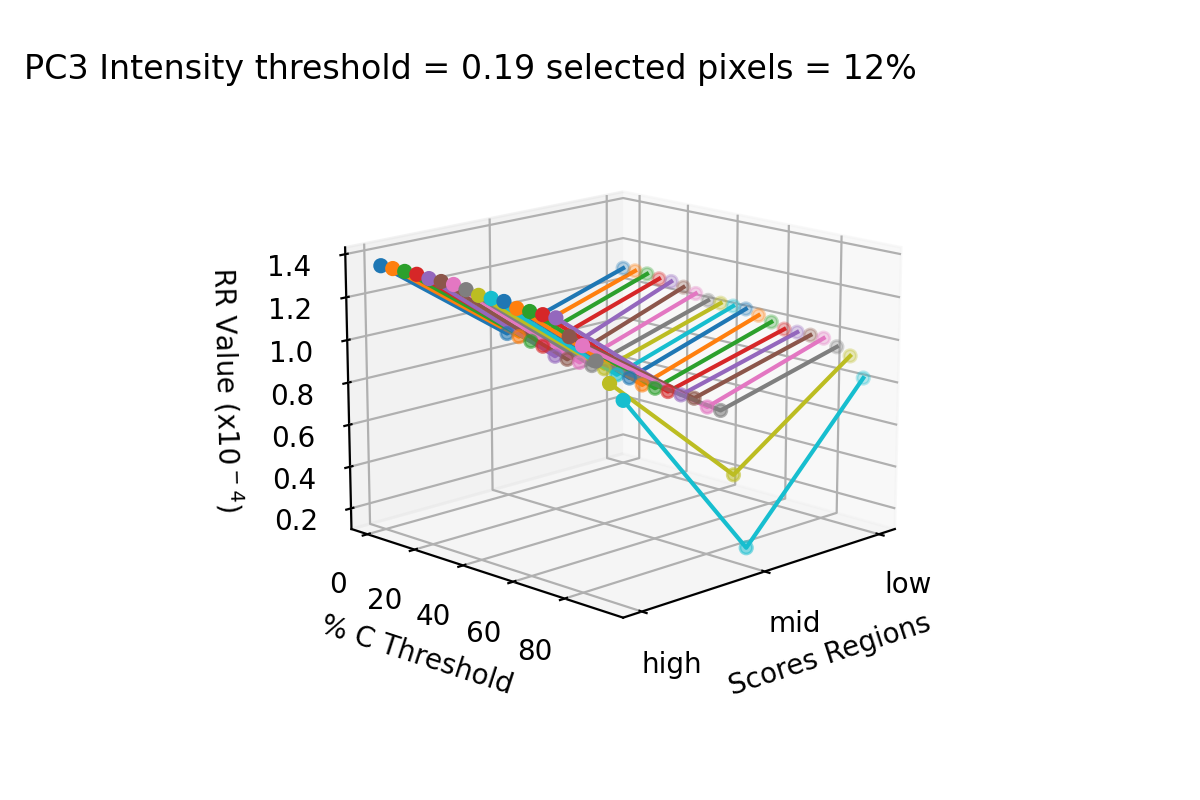 PC3 Intensity threshold = 0.19 selected pixels = 12%
1.4
1.2
1.0
0.8
0.6
0.4
0.2
RR Value (x10⁻⁴)
0
20
40
60
80
% C Threshold
high
mid
low
Scores Regions